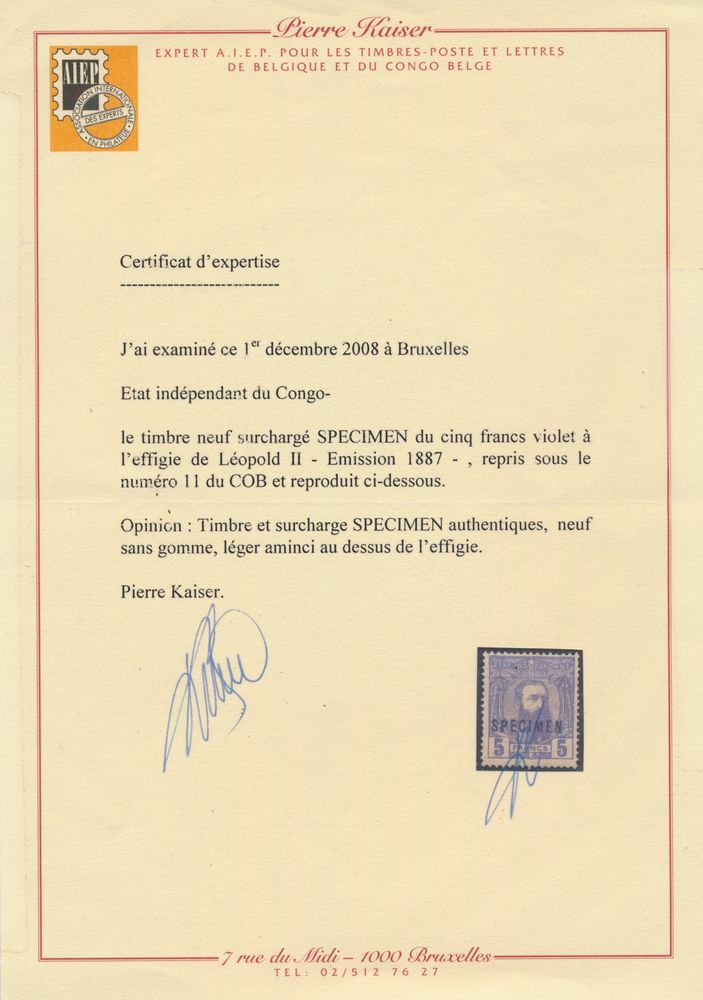 Pierre Kaiser
EXPERT A.I.E.P. POUR LES TIMBRES-POSTE ET LETTRES
DE BELGIQUE ET DU CONGO BELGE
AIEP
ASSOCIATION INTERNATIONALE
DES EXPERTS
• EN PHILATELIE •
Certificat d’expertise
---------------------------
J’ai examiné ce 1er décembre 2008 à Bruxelles
Etat indépendant du Congo-
le timbre neuf surchargé SPECIMEN du cinq francs violet à
l’effigie de Léopold II - Emission 1887 - , repris sous le
numéro 11 du COB et reproduit ci-dessous.
Opinion : Timbre et surcharge SPECIMEN authentiques, neuf
sans gomme, léger aminci au dessus de l’effigie.
Pierre Kaiser.
ETAT INDEPENDANT
CONGO
SPECIMEN
5 FRANCS 5
7 rue du Midi – 1000 Bruxelles
TEL: 02/512 76 27